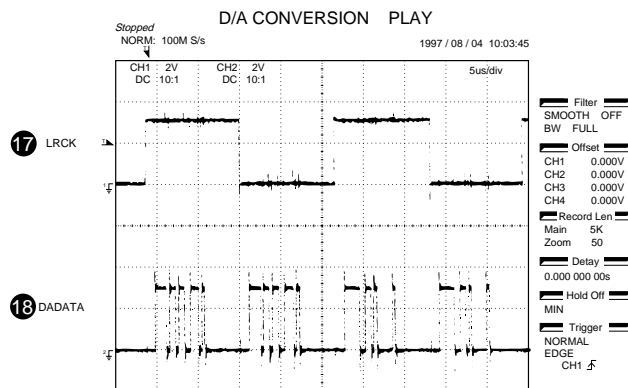 D/A CONVERSION PLAY
Stopped
NORM: 100M S/s
1997 / 08 / 04 10:03:45
CH1 2V CH2 2V 5us/div
DC 10:1 DC 10:1
17 LRCK
18 DADATA
Filter
SMOOTH OFF
BW FULL
Offset
CH1 0.000V
CH2 0.000V
CH3 0.000V
CH4 0.000V
Record Len
Main 5K
Zoom 50
Detay
0.000 000 00s
Hold Off
MIN
Trigger
NORMAL
EDGE
CH1